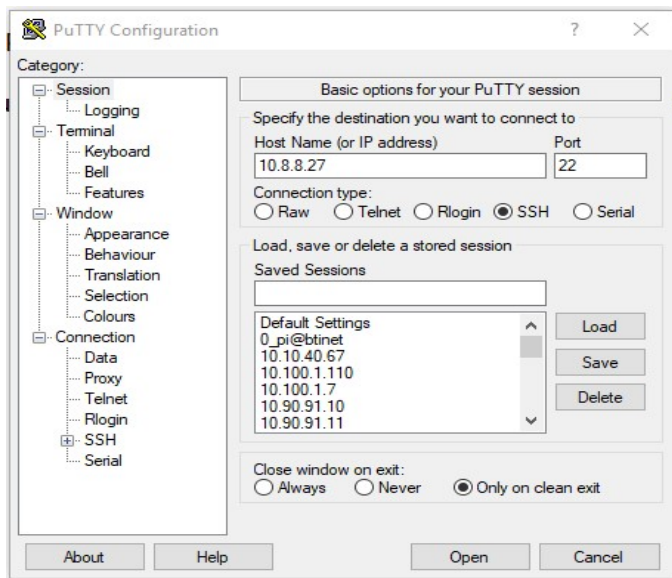 PuTTY Configuration
?
Category:
Session
Logging
Terminal
Keyboard
Bell
Features
Window
Appearance
Behaviour
Translation
Selection
Colours
Connection
Data
Proxy
Telnet
Rlogin
SSH
Serial
Basic options for your PuTTY session
Specify the destination you want to connect to
Host Name (or IP address) Port
10.8.8.27 22
Connection type:
Raw Telnet Rlogin SSH Serial
Load, save or delete a stored session
Saved Sessions
Default Settings
0_pi@btinet
10.10.40.67
10.100.1.110
10.100.1.7
10.90.91.10
10.90.91.11
Load
Save
Delete
Close window on exit:
Always Never Only on clean exit
About Help Open Cancel